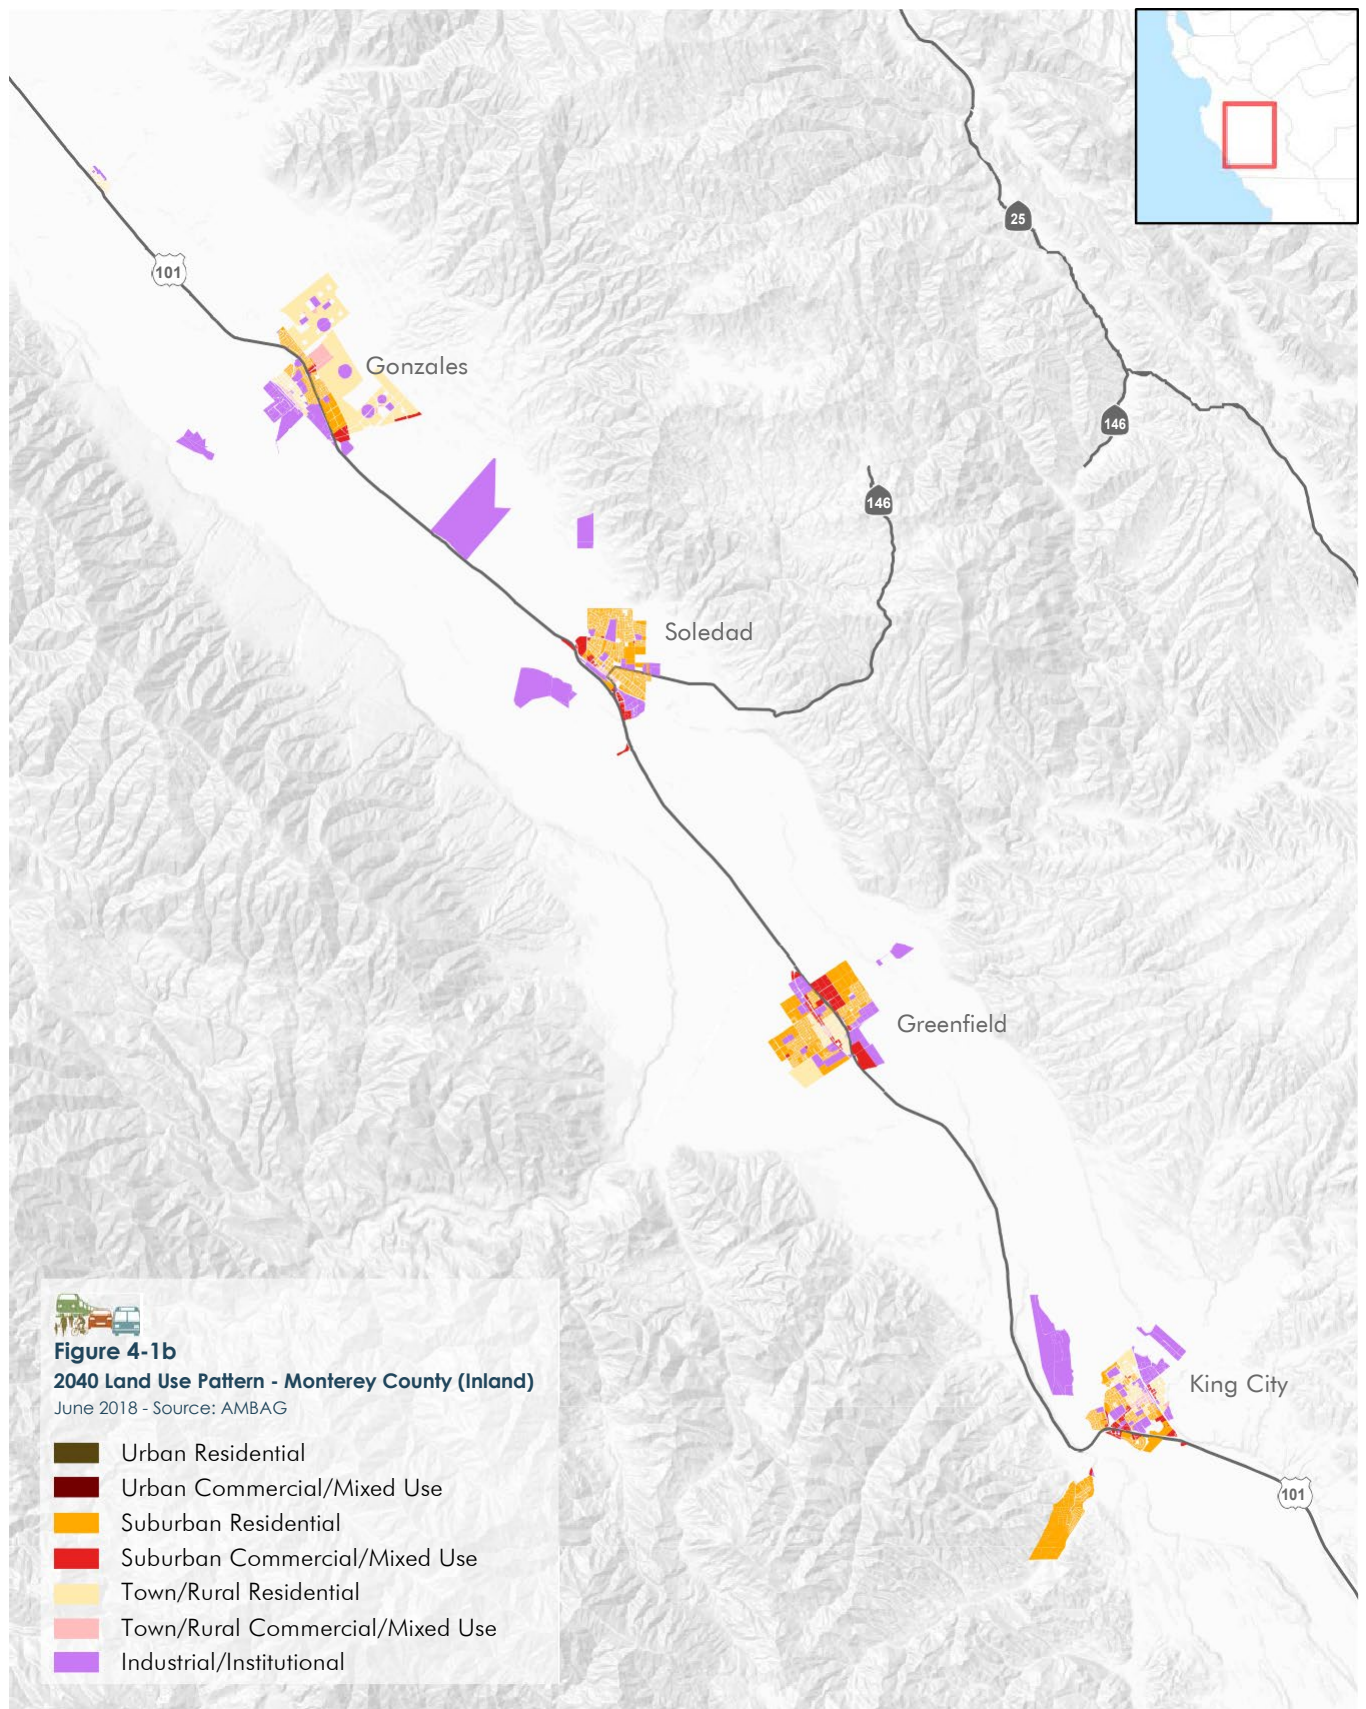 25
101
Gonzales
146
146
Soledad
Greenfield
King City
101
Figure 4-1b
2040 Land Use Pattern - Monterey County (Inland)
June 2018 - Source: AMBAG
Urban Residential
Urban Commercial/Mixed Use
Suburban Residential
Suburban Commercial/Mixed Use
Town/Rural Residential
Town/Rural Commercial/Mixed Use
Industrial/Institutional